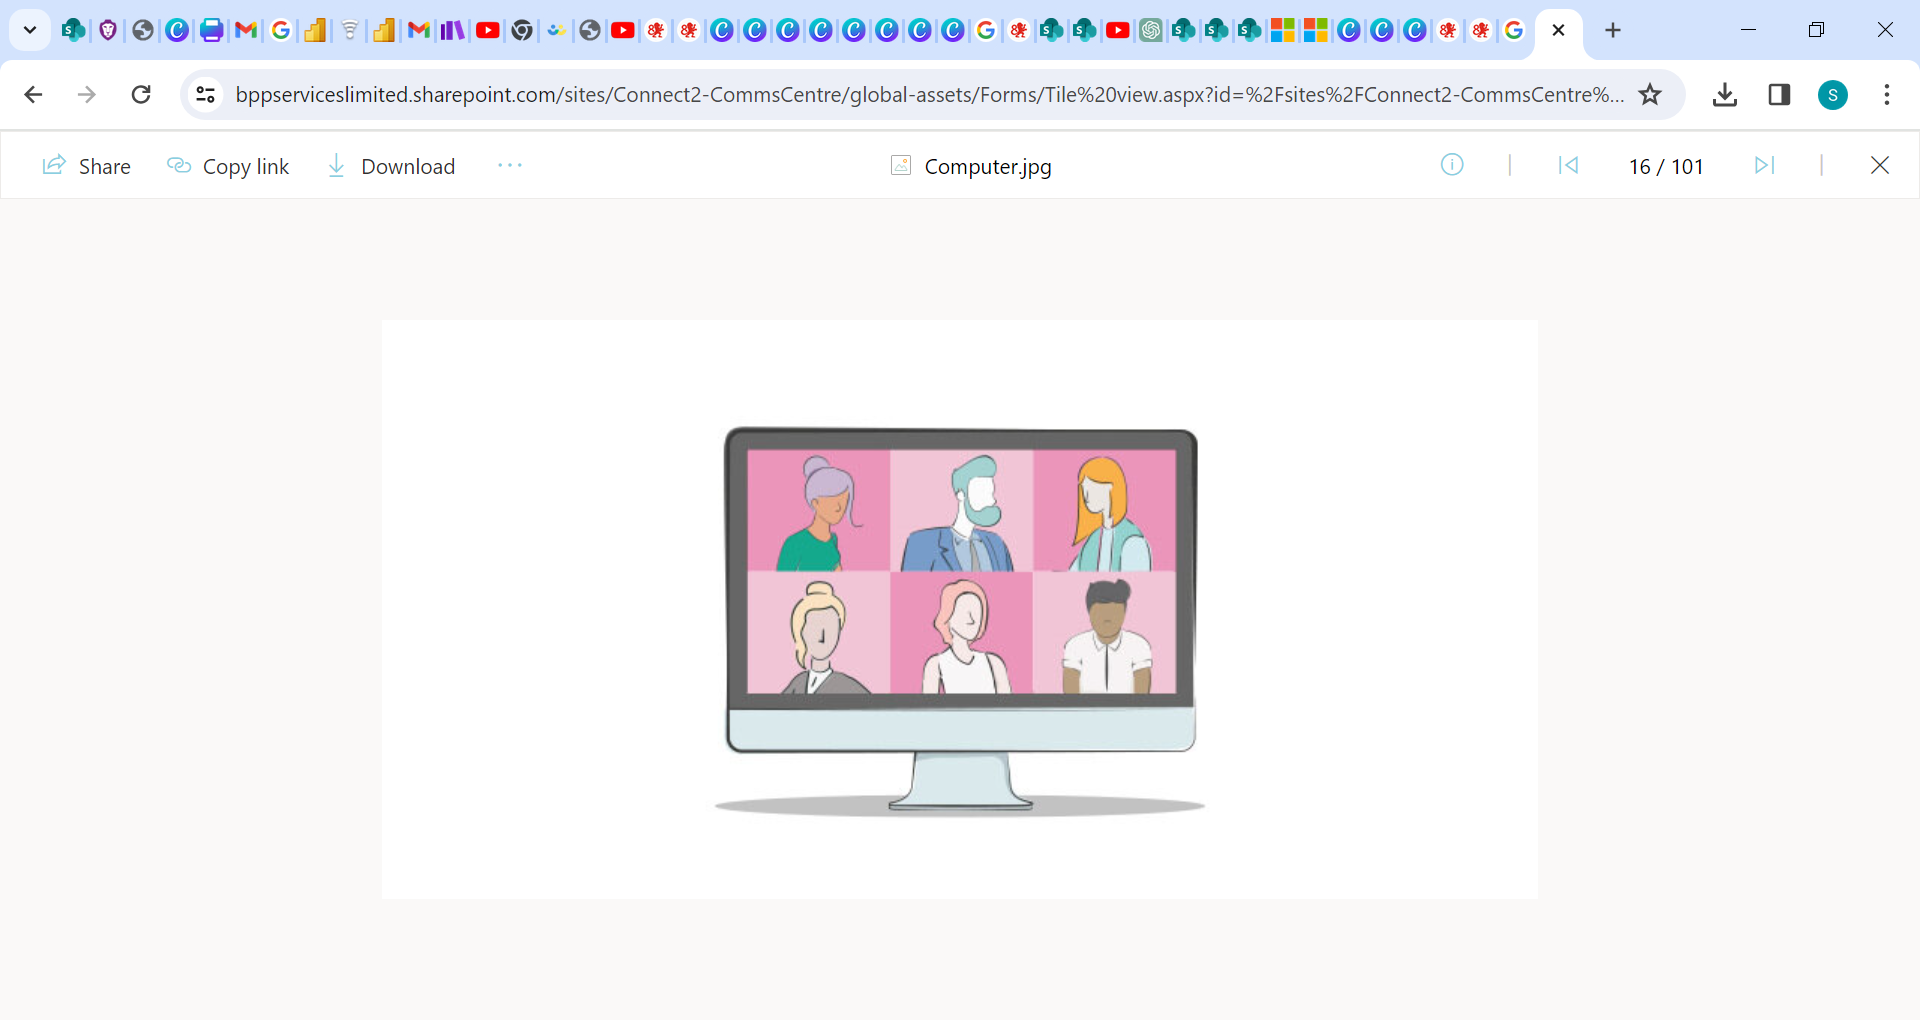 bppserviceslimited.sharepoint.com/sites/Connect2-CommsCentre/global-assets/Forms/Tile%20view.aspx?id=%2Fsites%2FConnect2-CommsCentre%...
S
Share
Copy link
Download
Computer.jpg
16 / 101